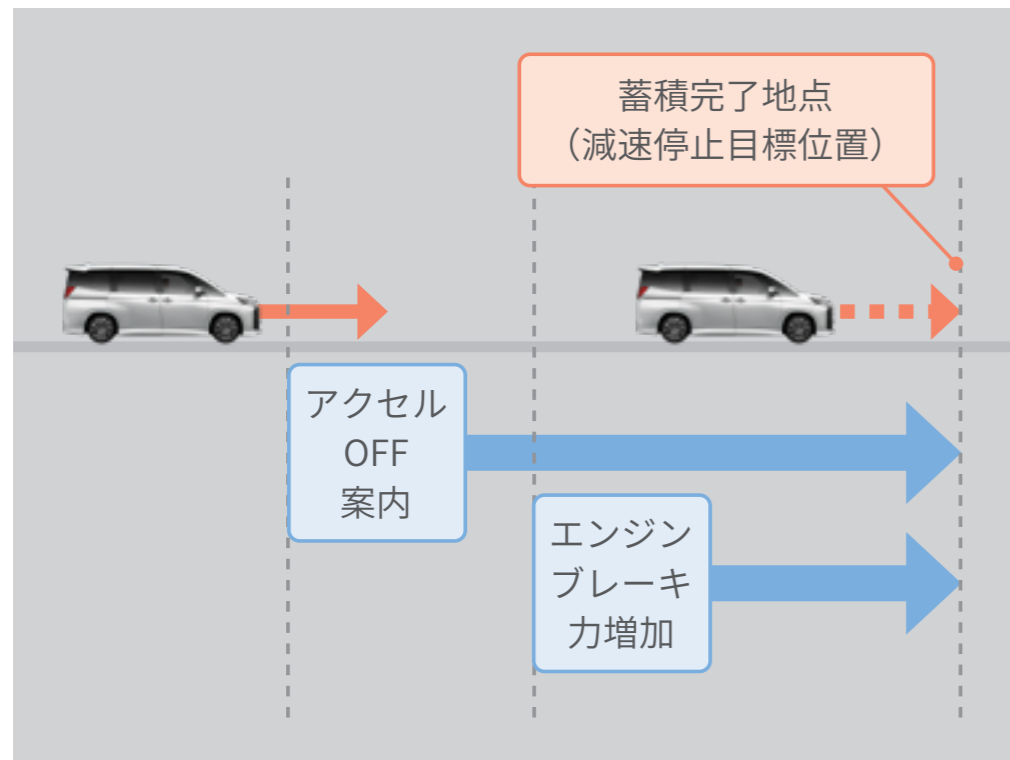 蓄積完了地点
（減速停止目標位置）
アクセル
OFF
案内
エンジン
ブレーキ
力増加